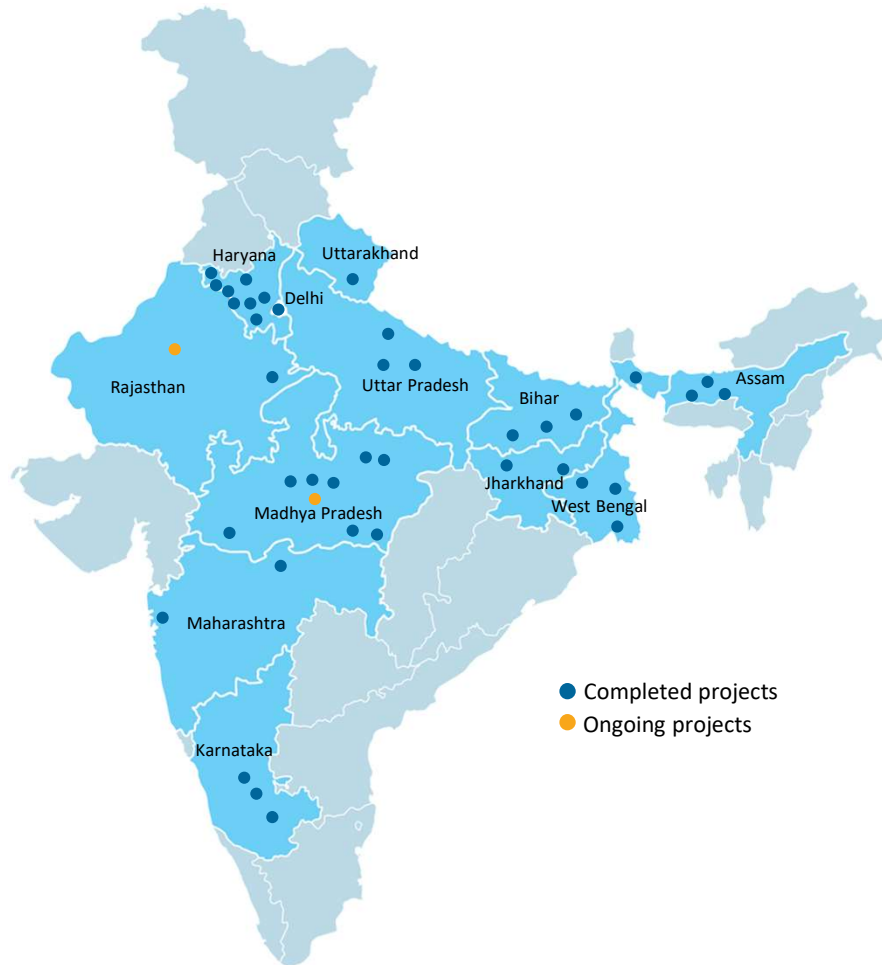 Haryana
Uttarakhand
Delhi
Rajasthan
Uttar Pradesh
Assam
Bihar
Jharkhand
West Bengal
Madhya Pradesh
Maharashtra
Completed projects
Ongoing projects
Karnataka